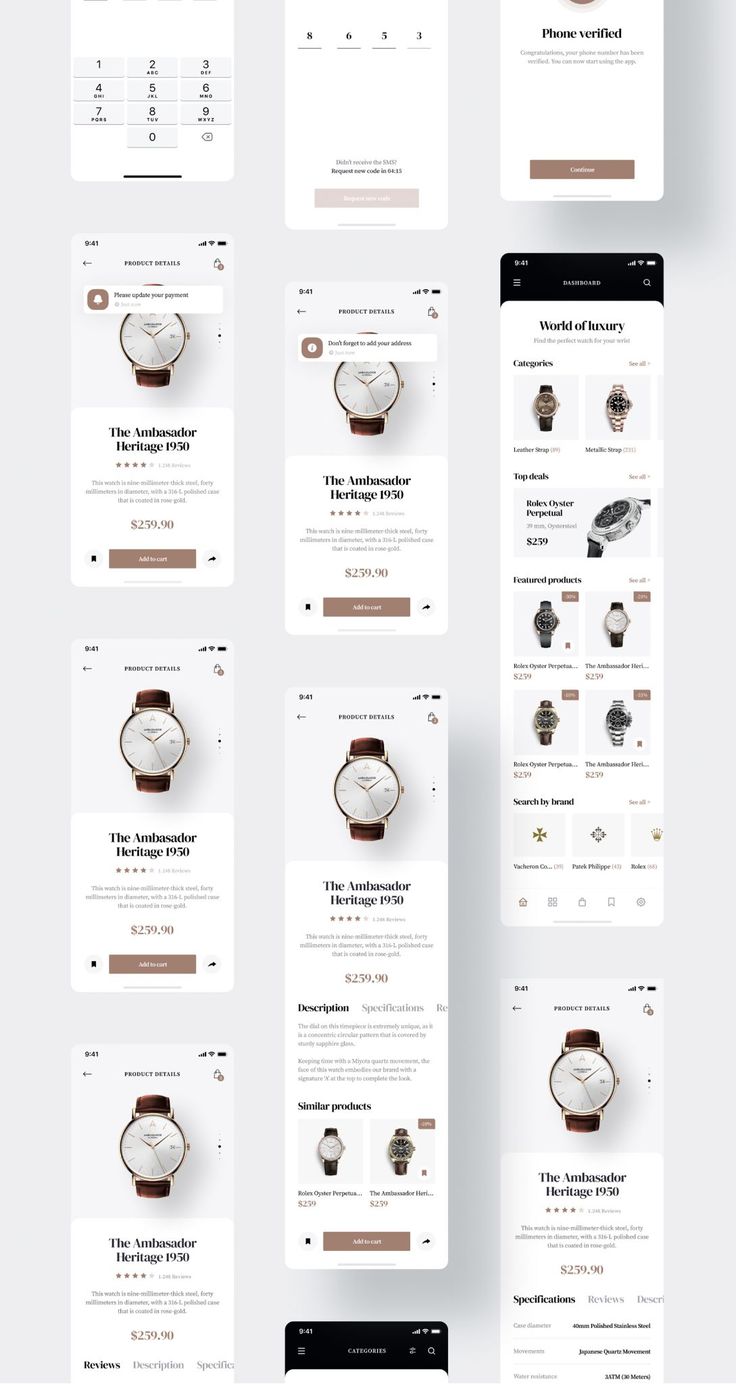 1
2
ABC
3
DEF
4
GHI
5
JKL
6
MNO
7
PQRS
8
TUV
9
WXYZ
0
9:41
PRODUCT DETAILS
Please update your payment
Just now
The Ambasador
Heritage 1950
1.248 Reviews
This watch is nine-millimeter-thick steel, forty
millimeters in diameter, with a 316-L polished case
that is coated in rose-gold.
$259.90
Add to cart
9:41
PRODUCT DETAILS
The Ambasador
Heritage 1950
1.248 Reviews
This watch is nine-millimeter-thick steel, forty
millimeters in diameter, with a 316-L polished case
that is coated in rose-gold.
$259.90
Add to cart
9:41
PRODUCT DETAILS
The Ambasador
Heritage 1950
1.248 Reviews
This watch is nine-millimeter-thick steel, forty
millimeters in diameter, with a 316-L polished case
that is coated in rose-gold.
$259.90
Reviews Description Specifica
8 6 5 3
Didn't receive the SMS?
Request new code in 04:15
Request new code
9:41
PRODUCT DETAILS
Don't forget to add your address
Just now
The Ambasador
Heritage 1950
1.248 Reviews
This watch is nine-millimeter-thick steel, forty
millimeters in diameter, with a 316-L polished case
that is coated in rose-gold.
$259.90
Add to cart
9:41
PRODUCT DETAILS
The Ambasador
Heritage 1950
1.248 Reviews
This watch is nine-millimeter-thick steel, forty
millimeters in diameter, with a 316-L polished case
that is coated in rose-gold.
$259.90
Description Specifications Re
The dial on this timepiece is extremely unique, as it
is a concentric circular pattern that is covered by
sturdy sapphire glass.
Keeping time with a Miyota quartz movement, the
face of this watch embodies our brand with a
signature 'A' at the top to complete the look.
Similar products
-20%
Rolex Oyster Perpetua...
$259
The Ambassador Heri...
$259
Add to cart
9:41
CATEGORIES
Phone verified
Congratulations, your phone number has been
verified. You can now start using the app.
Continue
9:41
DASHBOARD
World of luxury
Find the perfect watch for your wrist
Categories
See all
Leather Strap (89)
Metallic Strap (231)
Top deals
See all
Rolex Oyster
Perpetual
39 mm, Oystersteel
$259
Featured products
See all
Rolex Oyster Perpetua...
$259
The Ambassador Heri...
$259
Rolex Oyster Perpetua...
$259
The Ambassador Heri...
$259
Search by brand
See all
Vacheron Co... (39)
Patek Philippe (43)
Rolex (68)
9:41
PRODUCT DETAILS
The Ambasador
Heritage 1950
1.248 Reviews
This watch is nine-millimeter-thick steel, forty
millimeters in diameter, with a 316-L polished case
that is coated in rose-gold.
$259.90
Specifications Reviews Descri
Case diameter 40mm Polished Stainless Steel
Movements Japanese Quartz Movement
Water resistance 3ATM (30 Meters)